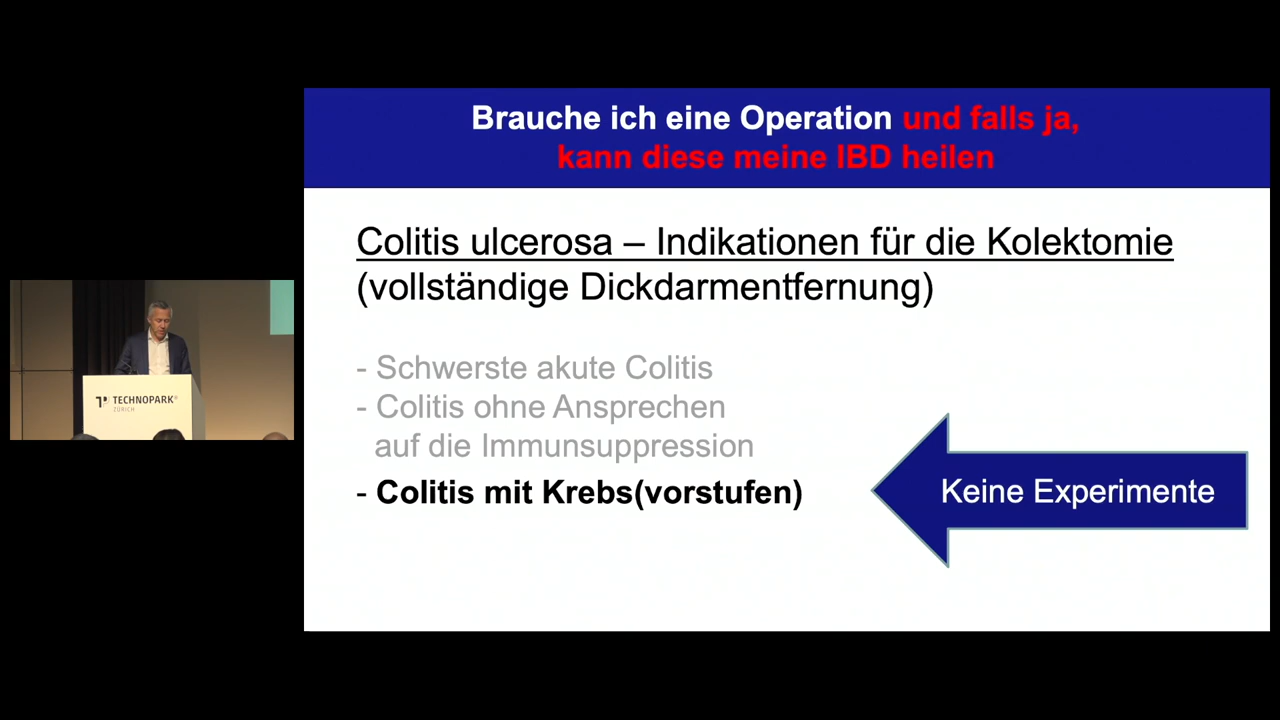 Brauche ich eine Operation und falls ja,
kann diese meine IBD heilen
Colitis ulcerosa – Indikationen für die Kolektomie
(vollständige Dickdarmentfernung)
- Schwerste akute Colitis
- Colitis ohne Ansprechen
auf die Immunsuppression
- Colitis mit Krebs(vorstufen)
Keine Experimente
TECHNOPARK®
ZÜRICH